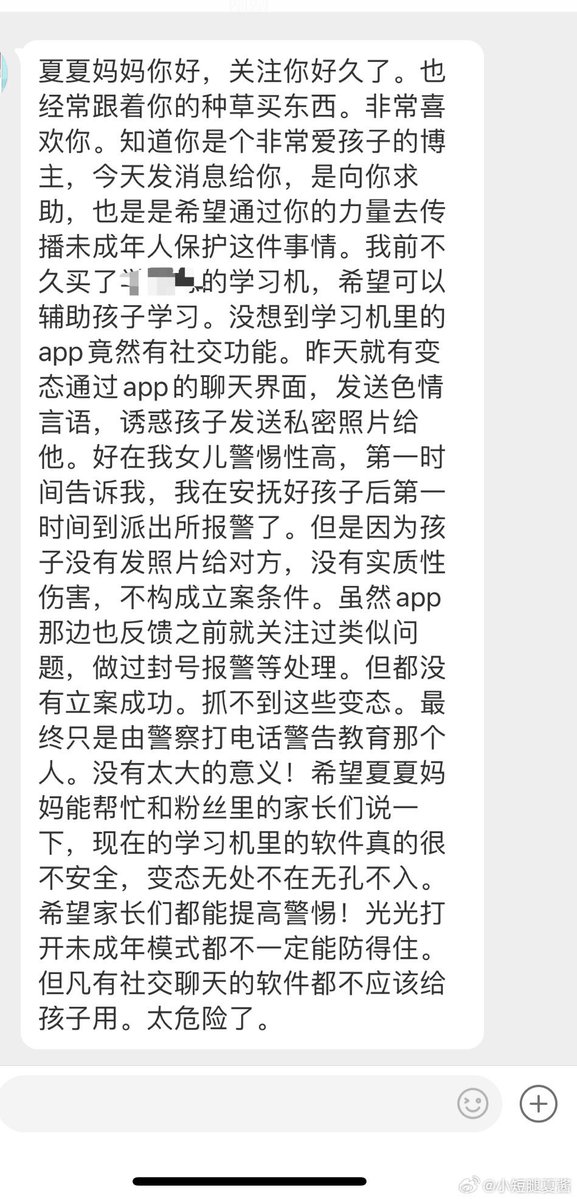 夏夏妈妈你好，关注你好久了。也
经常跟着你的种草买东西。非常喜
欢你。知道你是个非常爱孩子的博
主，今天发消息给你，是向你求
助，也是是希望通过你的力量去传
播未成年人保护这件事情。我前不
久买了的学习机，希望可以
辅助孩子学习。没想到学习机里的
app竟然有社交功能。昨天就有变
态通过app的聊天界面，发送色情
言语，诱惑孩子发送私密照片给
他。好在我女儿警惕性高，第一时
间告诉我，我在安抚好孩子后第一
时间到派出所报警了。但是因为孩
子没有发照片给对方，没有实质性
伤害，不构成立案条件。虽然app
那边也反馈之前就关注过类似问
题，做过封号报警等处理。但都没
有立案成功。抓不到这些变态。最
终只是由警察打电话警告教育那个
人。没有太大的意义！希望夏夏妈
妈能帮忙和粉丝里的家长们说一
下，现在的学习机里的软件真的很
不安全，变态无处不在无孔不入。
希望家长们都能提高警惕！光光打
开未成年模式都不一定能防得住。
但凡有社交聊天的软件都不应该给
孩子用。太危险了。
@小短腿夏酱